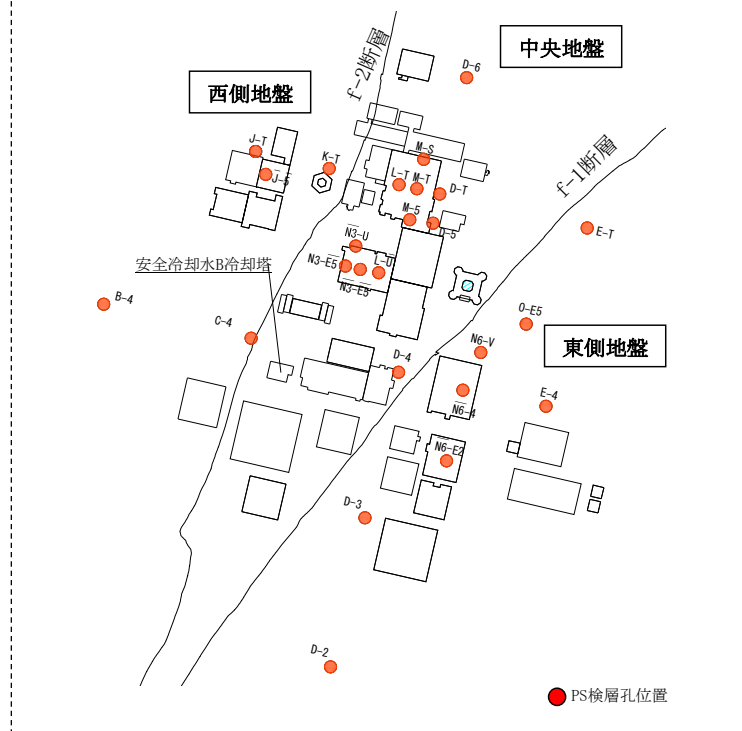 中央地盤
f-2断層
D-6
西側地盤
J-T
J-5
K-T
M-S
L-T
M-T
D-T
f-1断層
M-5
D-5
E-T
N3-U
N3-E5
L-U
N3-E5
安全冷却水B冷却塔
B-4
C-4
O-E5
N6-V
東側地盤
D-4
E-4
N6-4
N6-E2
D-3
D-2
PS検層孔位置